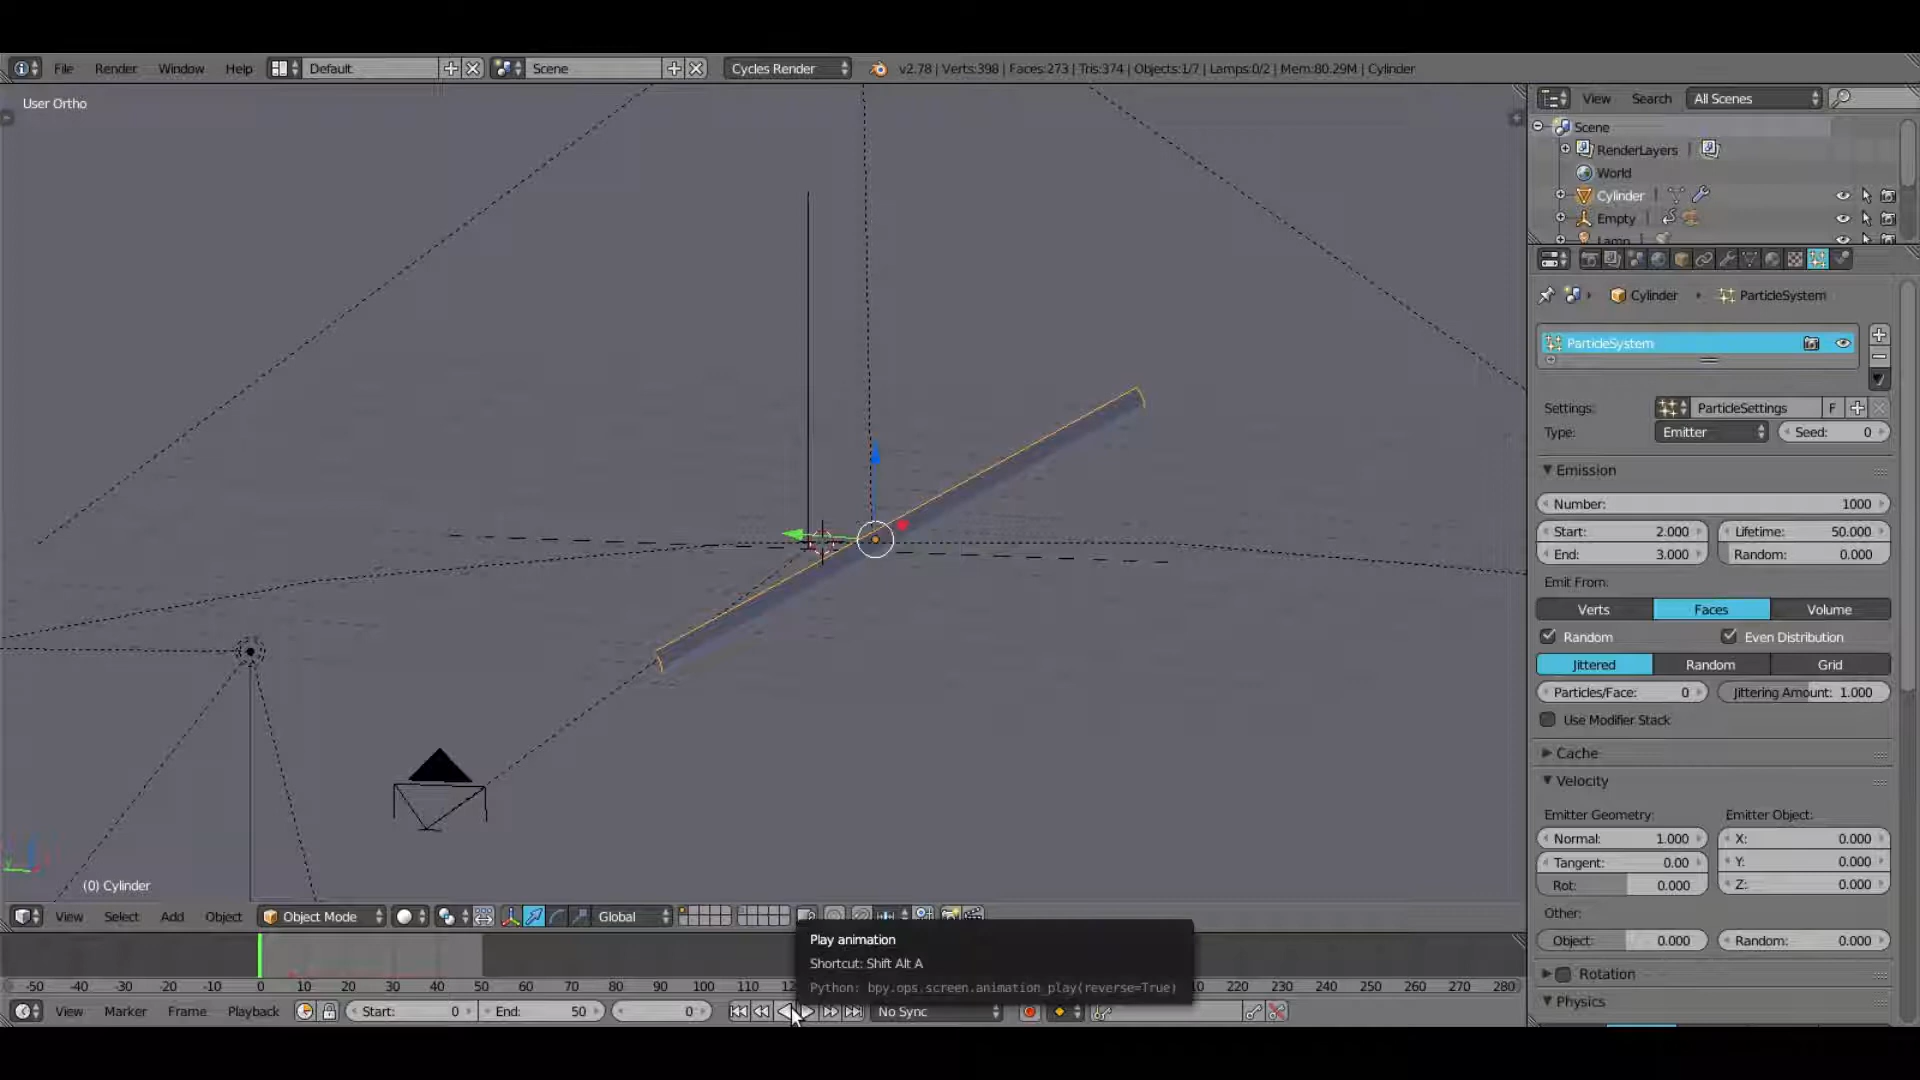 File Render Window Help Default Scene Cycles Render v2.78 | Verts:398 | Faces:273 | Tris:374 | Objects:1/7 | Lamps:0/2 | Mem:80.29M | Cylinder
User Ortho
View Search All Scenes
Scene
RenderLayers
World
Cylinder
Empty
Lamp
Cylinder ParticleSystem
ParticleSystem
Settings: ParticleSettings F
Type: Emitter Seed: 0
Emission
Number: 1000
Start: 2.000 Lifetime: 50.000
End: 3.000 Random: 0.000
Emit From:
Verts Faces Volume
Random Even Distribution
Jittered Random Grid
Particles/Face: 0 Jittering Amount: 1.000
Use Modifier Stack
Cache
Velocity
Emitter Geometry: Emitter Object:
Normal: 1.000 X: 0.000
Tangent: 0.00 Y: 0.000
Rot: 0.000 Z: 0.000
Other:
Object: 0.000 Random: 0.000
Rotation
Physics
(0) Cylinder
View Select Add Object Object Mode Global
Play animation
Shortcut: Shift Alt A
Python: bpy.ops.screen.animation_play(reverse=True)
-50 -40 -30 -20 -10 0 10 20 30 40 50 60 70 80 90 100 110 220 230 240 250 260 270 280
View Marker Frame Playback Start: 0 End: 50 0 No Sync